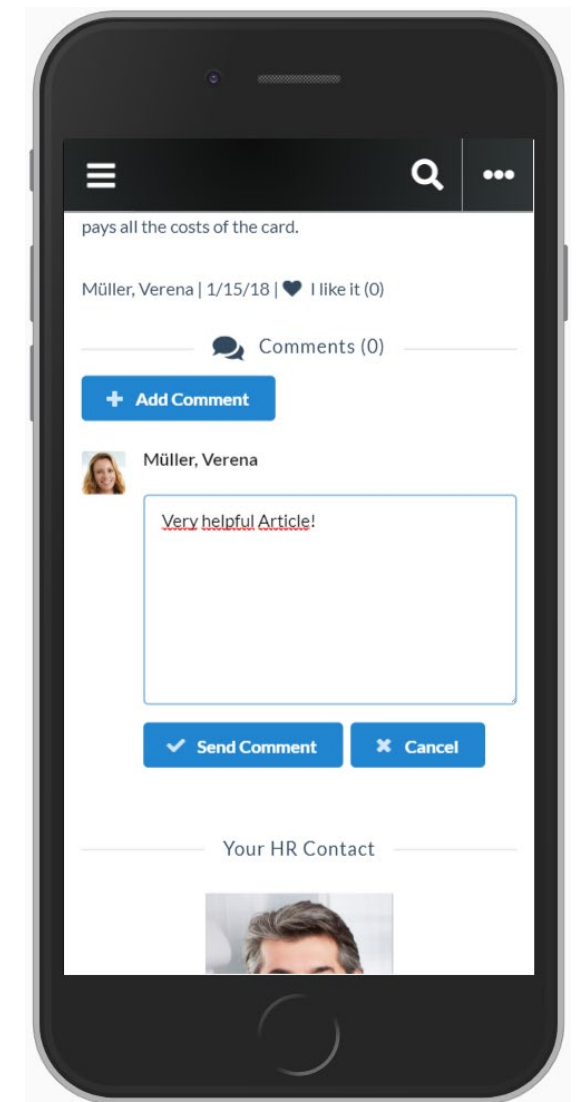 pays all the costs of the card.
Müller, Verena | 1/15/18 | I like it (0)
Comments (0)
Add Comment
Müller, Verena
Very helpful Article!
Send Comment
Cancel
Your HR Contact